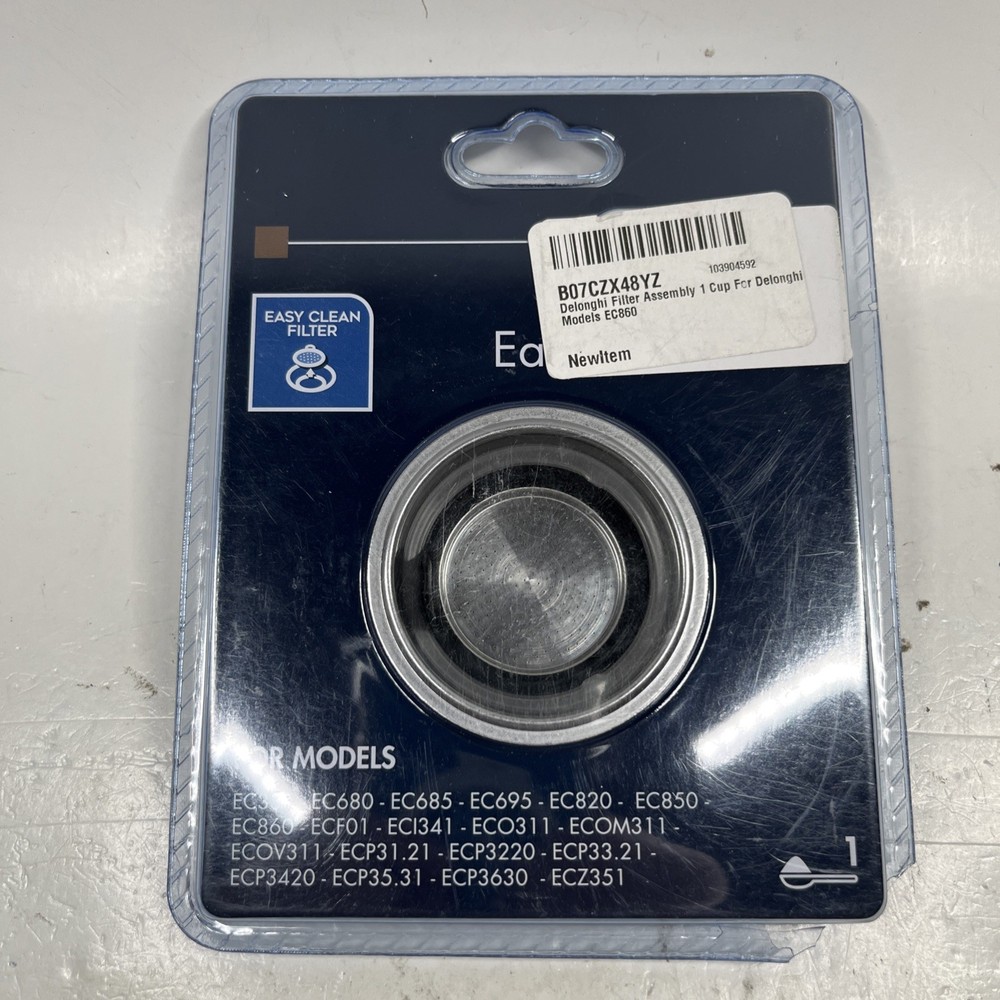 103904592
B07CZX48YZ
Delonghi Filter Assembly 1 Cup For Delonghi
Models EC860
NewItem
EASY CLEAN
FILTER
Ea
MODELS
EC680 - EC685 - EC695 - EC820 - EC850 -
EC860 - ECF01 - ECI341 - ECO311 - ECOM311 -
ECOV311 - ECP31.21 - ECP3220 - ECP33.21 -
ECP3420 - ECP35.31 - ECP3630 - ECZ351
1